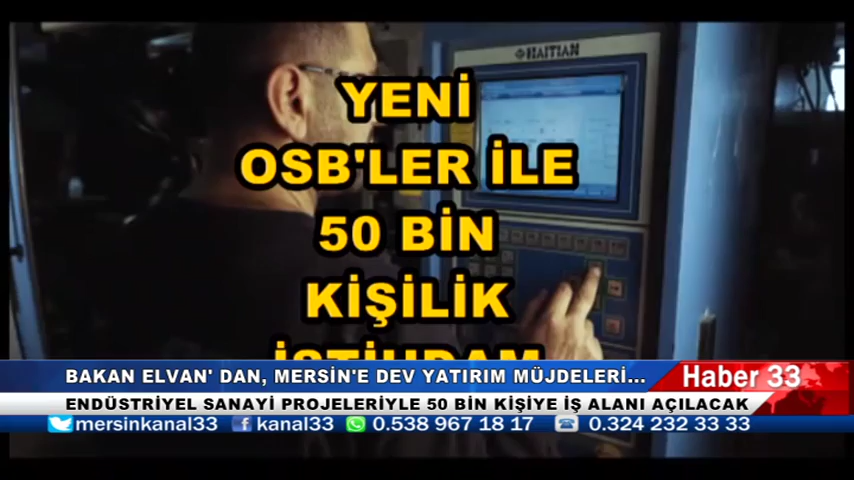 HAITIAN
YENİ
OSB'LER İLE
50 BİN
KİŞİLİK
İSTİHDAM
BAKAN ELVAN' DAN, MERSİN'E DEV YATIRIM MÜJDELERİ...
Haber 33
ENDÜSTRİYEL SANAYİ PROJELERİYLE 50 BİN KİŞİYE İŞ ALANI AÇILACAK
mersinkanal33 kanal33 0.538 967 18 17 0.324 232 33 33